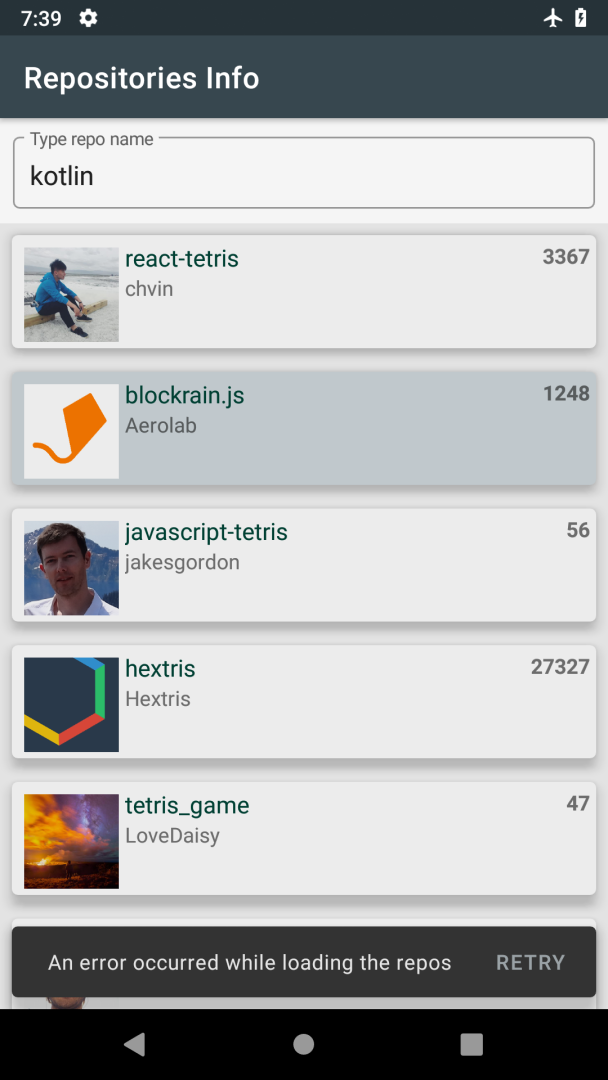 7:39
Repositories Info
Type repo name
kotlin
react-tetris 3367
chvin
blockrain.js 1248
Aerolab
javascript-tetris 56
jakesgordon
hextris 27327
Hextris
tetris_game 47
LoveDaisy
An error occurred while loading the repos RETRY